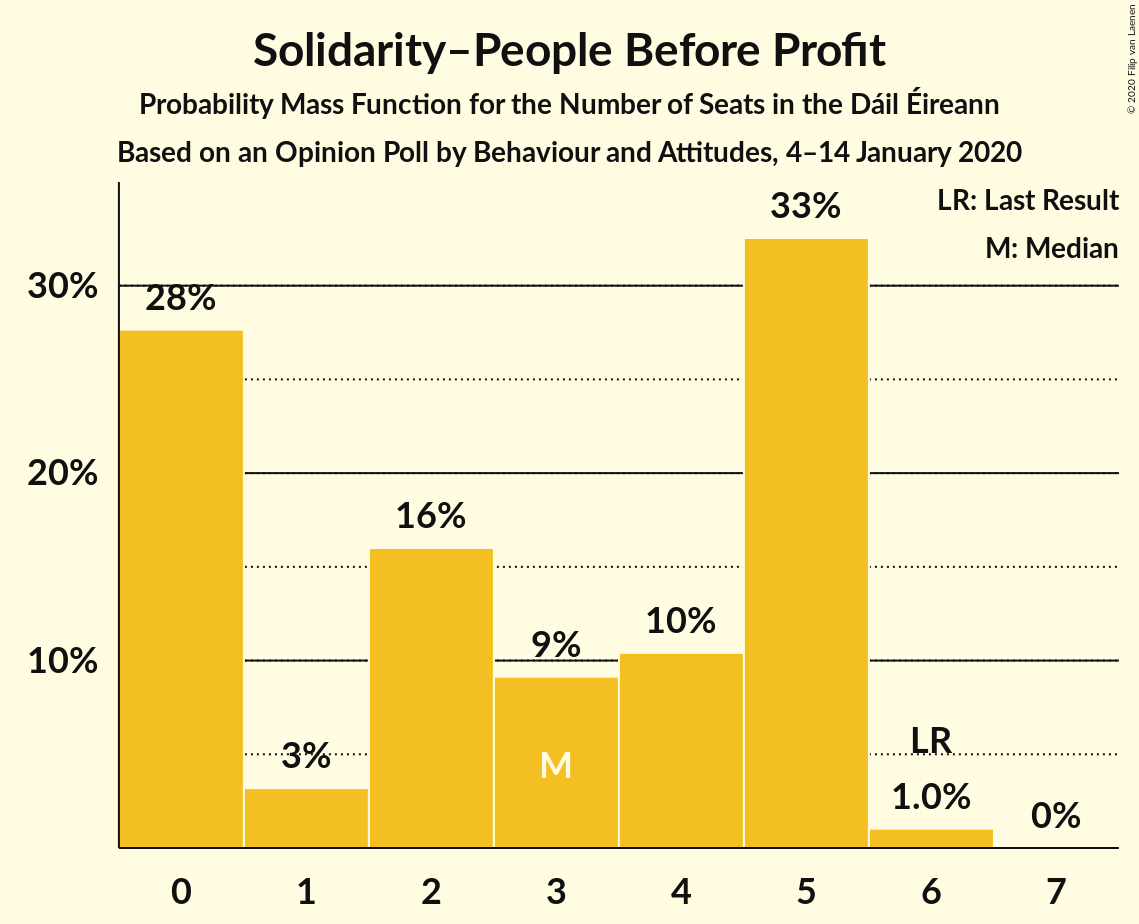 Solidarity–People Before Profit
Probability Mass Function for the Number of Seats in the Dáil Éireann
Based on an Opinion Poll by Behaviour and Attitudes, 4–14 January 2020
© 2020 Filip van Laenen
LR: Last Result
M: Median
33%
30%
28%
20%
16%
10%
10%
9%
3%
M
LR
1.0%
0%
0 1 2 3 4 5 6 7